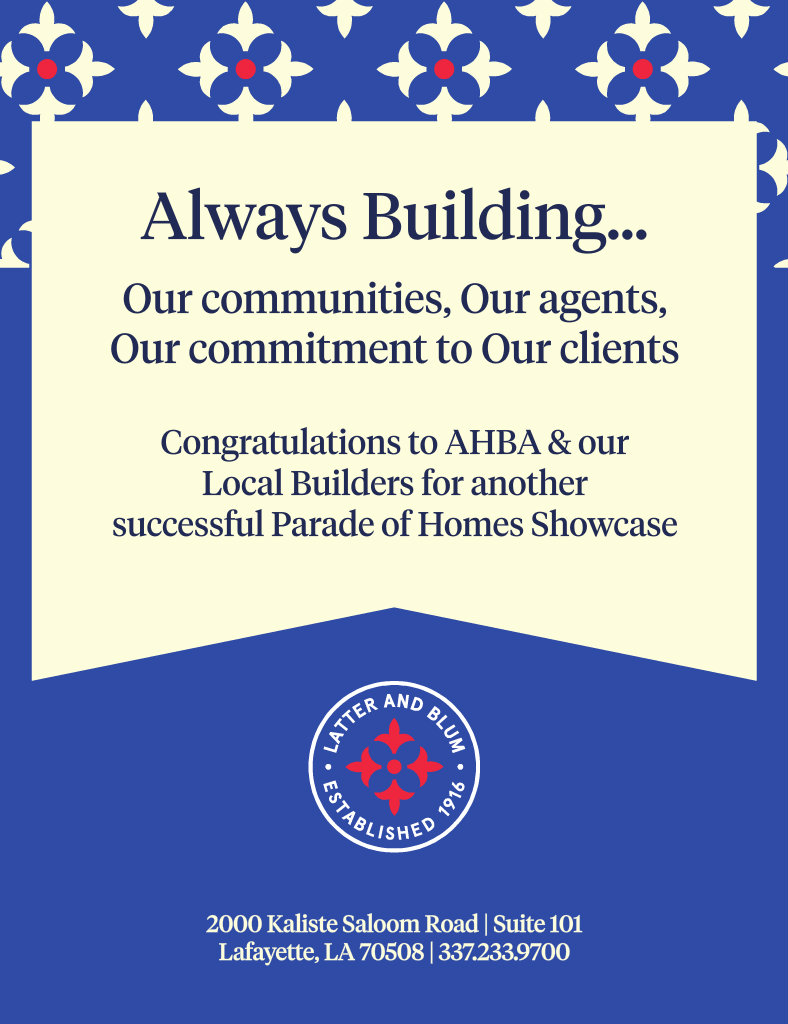 Always Building...
Our communities, Our agents,
Our commitment to Our clients
Congratulations to AHBA & our
Local Builders for another
successful Parade of Homes Showcase
LATTER AND BLUM
ESTABLISHED 1916
2000 Kaliste Saloom Road | Suite 101
Lafayette, LA 70508 | 337.233.9700